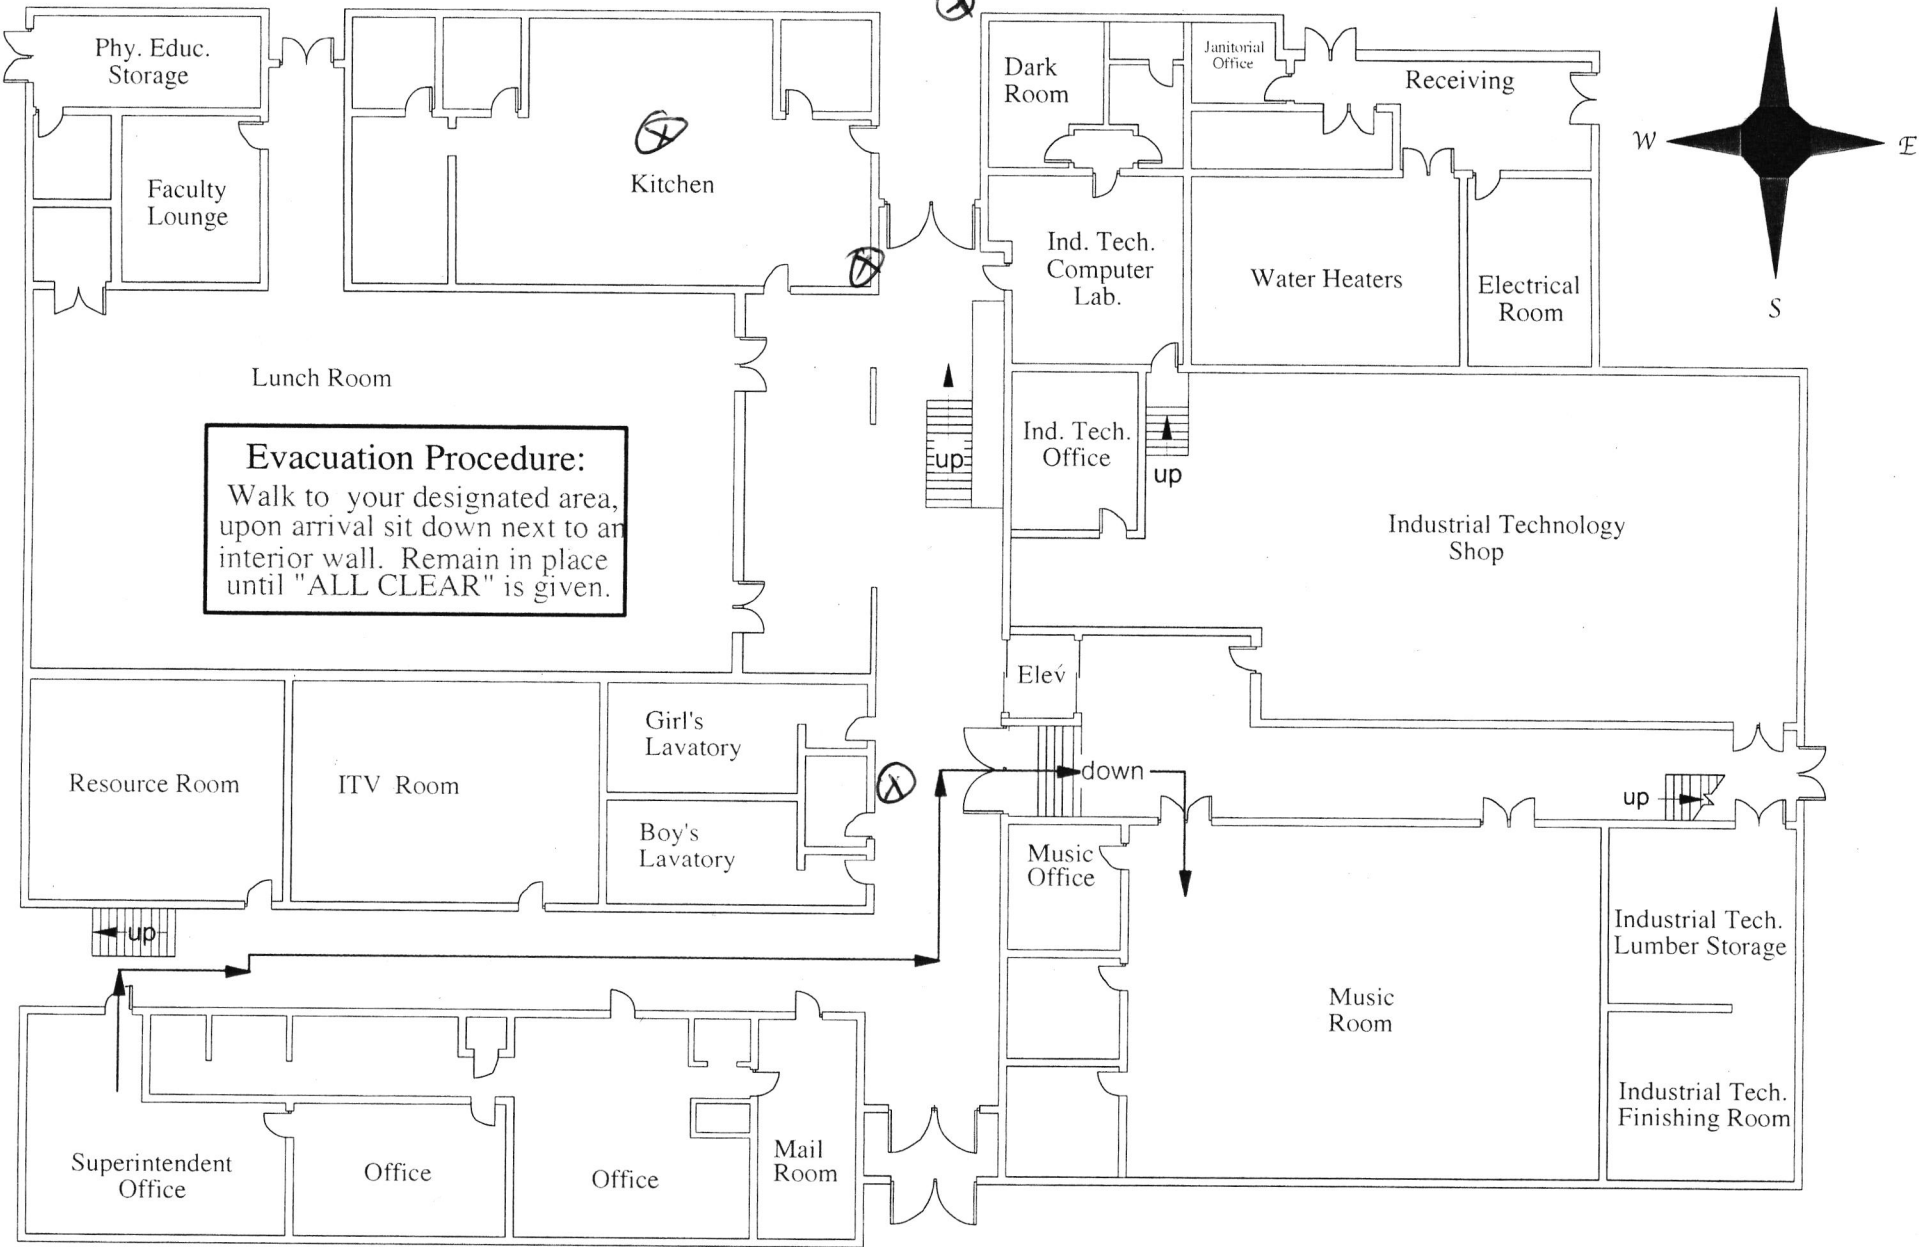 Phy. Educ.
Storage
Faculty
Lounge
Kitchen
Dark
Room
Janitorial
Office
Receiving
W
E
S
Ind. Tech.
Computer
Lab.
Water Heaters
Electrical
Room
Lunch Room
Evacuation Procedure:
Walk to your designated area,
upon arrival sit down next to an
interior wall. Remain in place
until "ALL CLEAR" is given.
up
Ind. Tech.
Office
up
Industrial Technology
Shop
Elev
Girl's
Lavatory
Resource Room
ITV Room
Boy's
Lavatory
down
up
Music
Office
up
Industrial Tech.
Lumber Storage
Music
Room
Industrial Tech.
Finishing Room
Superintendent
Office
Office
Office
Mail
Room